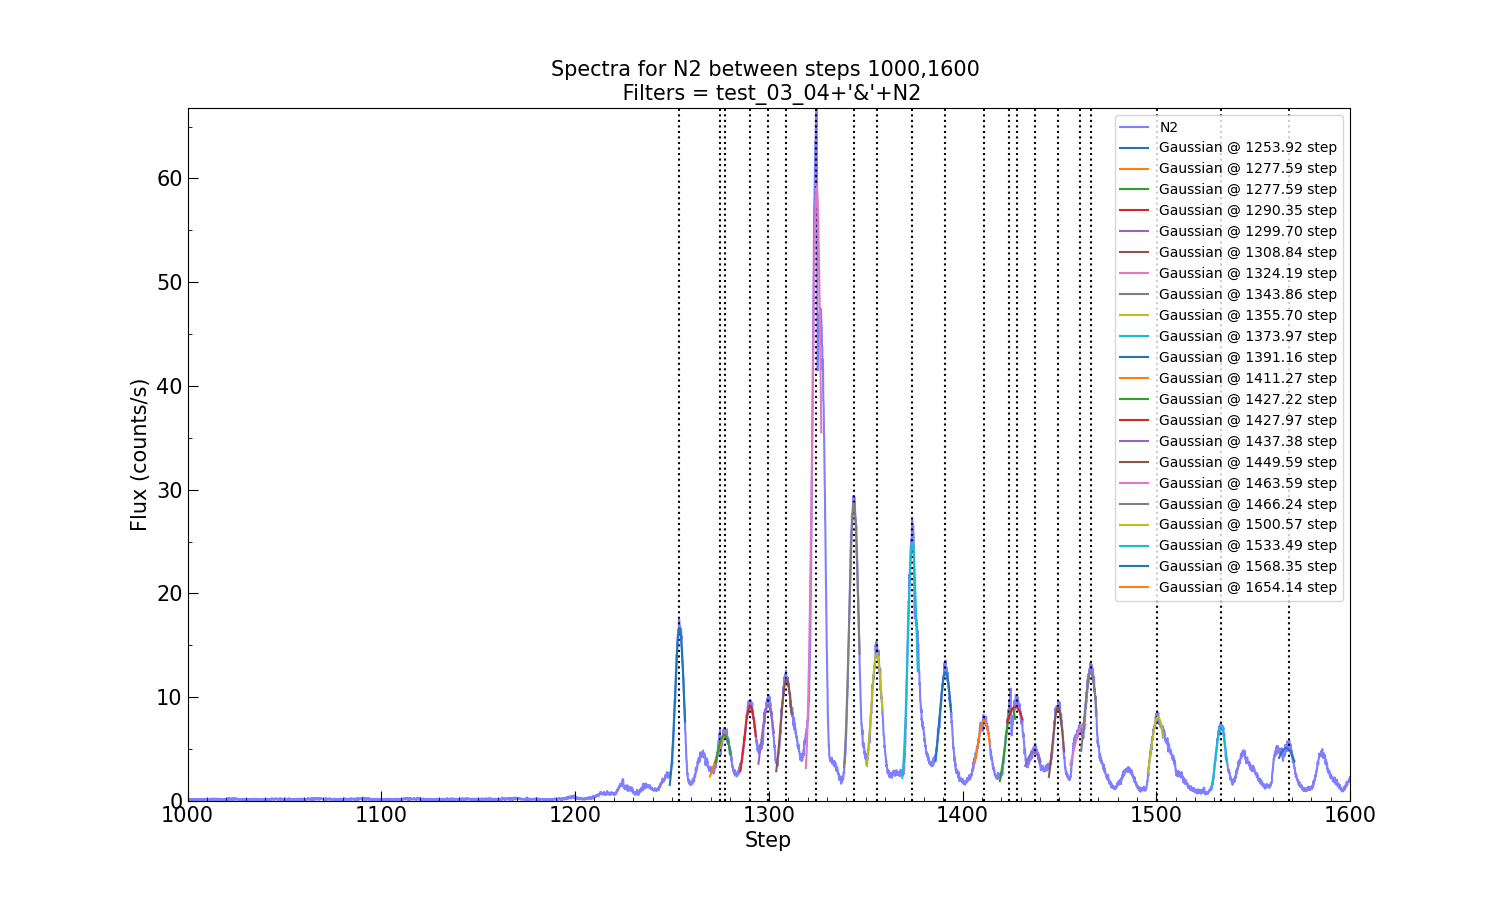 Spectra for N2 between steps 1000,1600
Filters = test_03_04+'&'+N2
Flux (counts/s)
60
50
40
30
20
10
0
N2
Gaussian @ 1253.92 step
Gaussian @ 1277.59 step
Gaussian @ 1277.59 step
Gaussian @ 1290.35 step
Gaussian @ 1299.70 step
Gaussian @ 1308.84 step
Gaussian @ 1324.19 step
Gaussian @ 1343.86 step
Gaussian @ 1355.70 step
Gaussian @ 1373.97 step
Gaussian @ 1391.16 step
Gaussian @ 1411.27 step
Gaussian @ 1427.22 step
Gaussian @ 1427.97 step
Gaussian @ 1437.38 step
Gaussian @ 1449.59 step
Gaussian @ 1463.59 step
Gaussian @ 1466.24 step
Gaussian @ 1500.57 step
Gaussian @ 1533.49 step
Gaussian @ 1568.35 step
Gaussian @ 1654.14 step
1000 1100 1200 1300 1400 1500 1600
Step